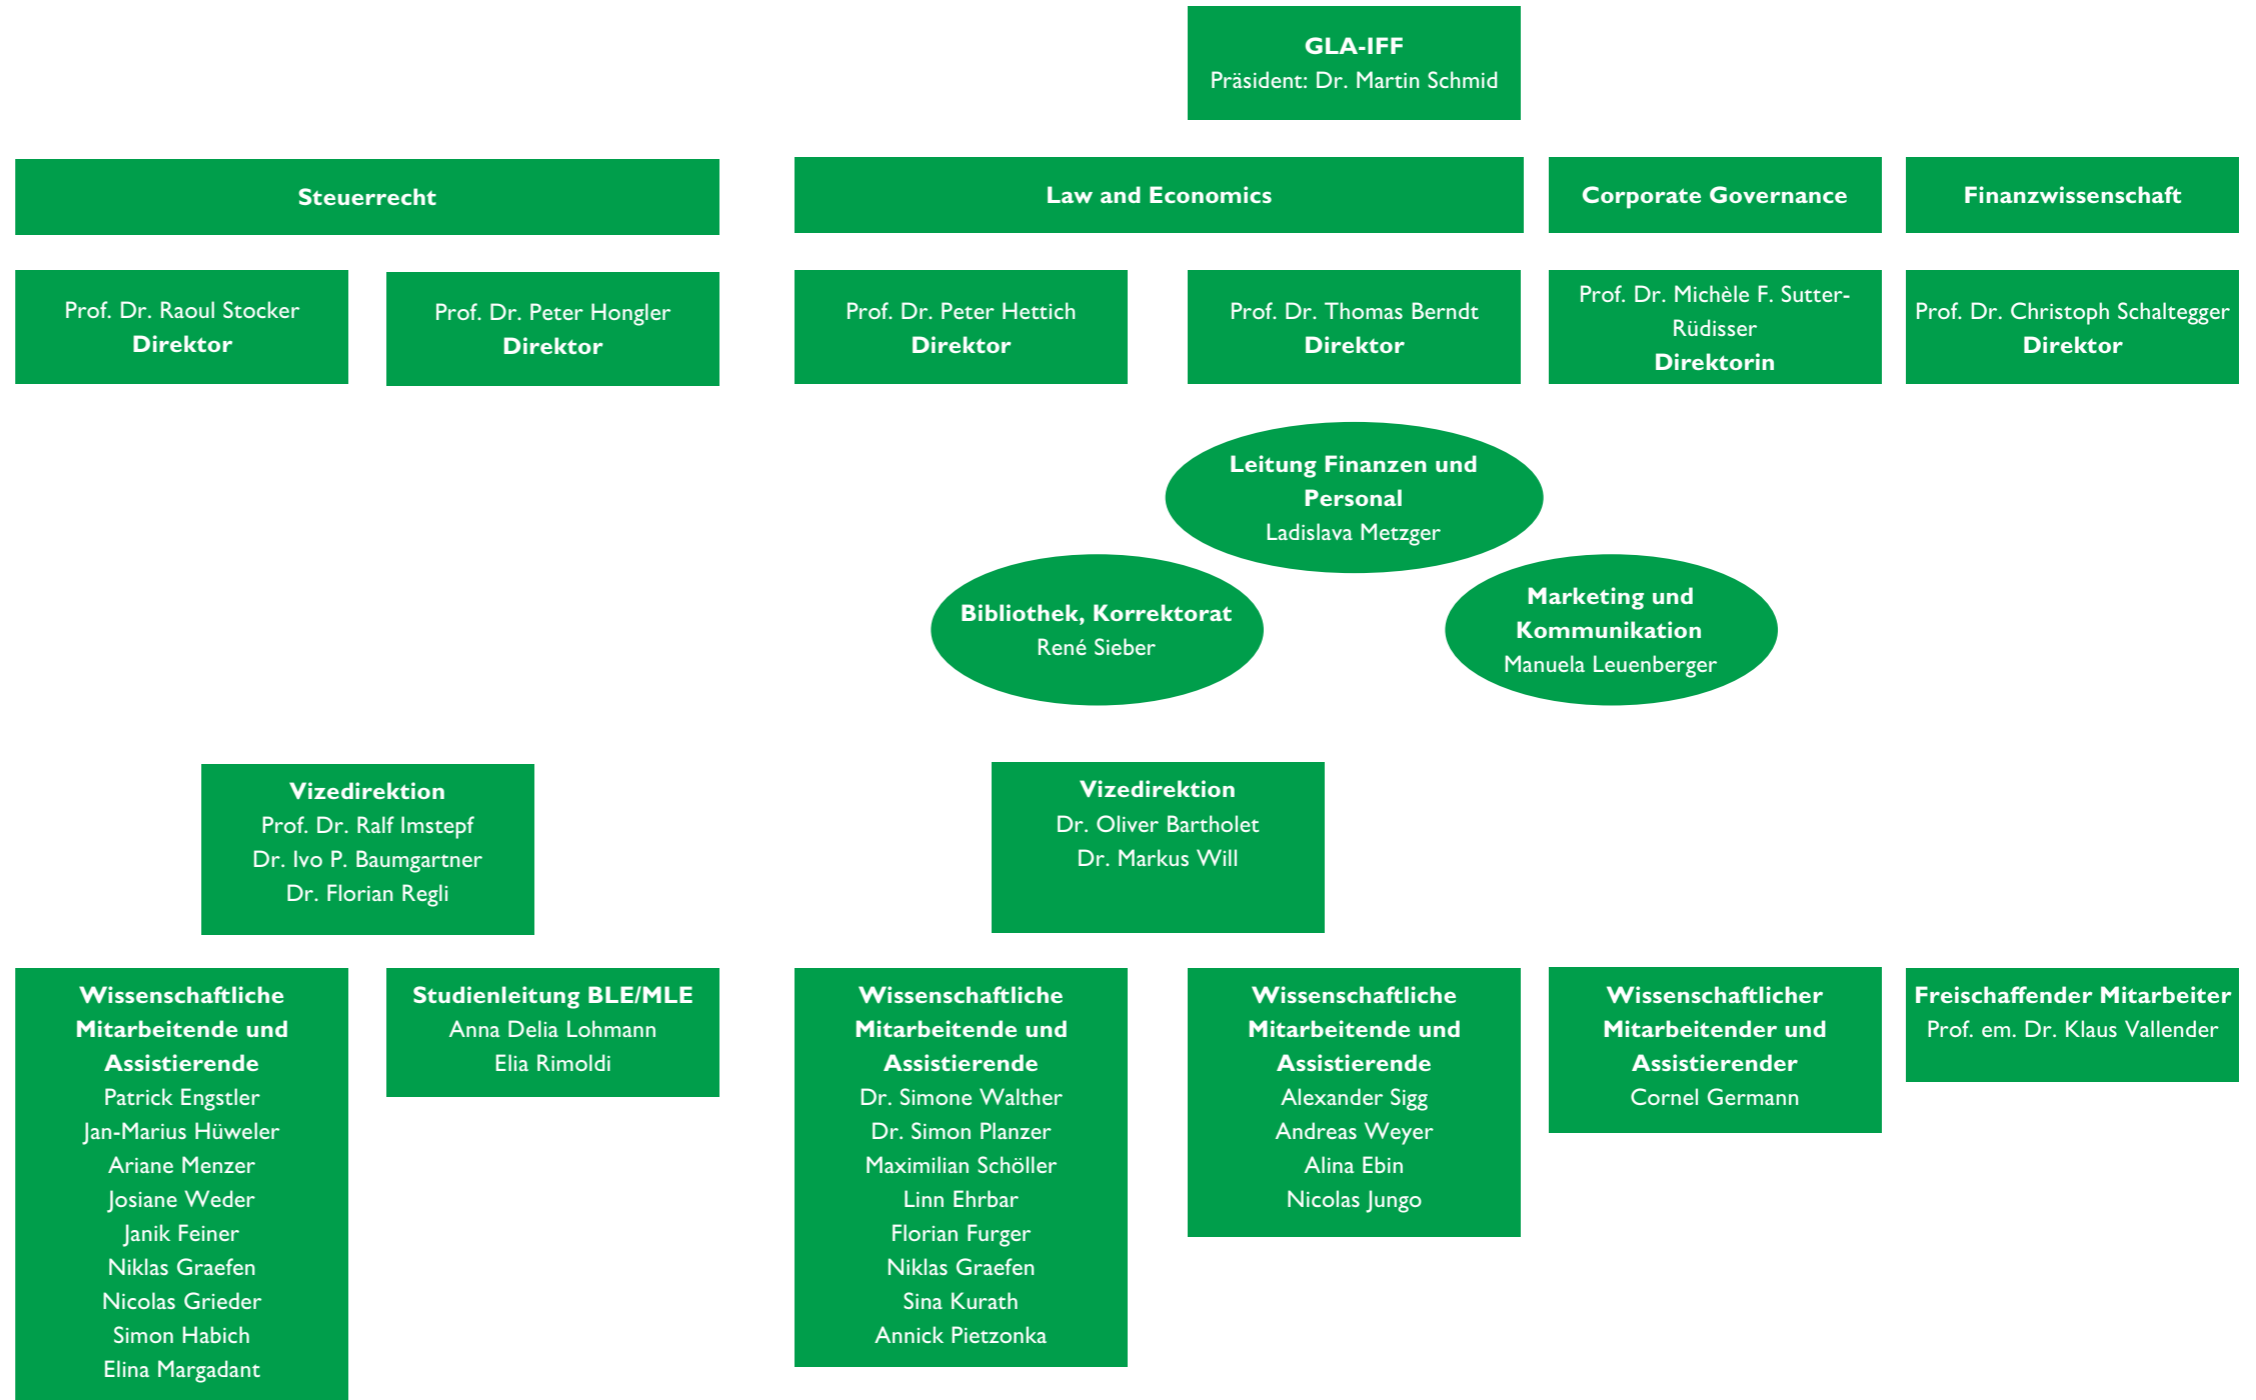 GLA-IFF
Präsident: Dr. Martin Schmid
Steuerrecht
Law and Economics
Corporate Governance
Finanzwissenschaft
Prof. Dr. Raoul Stocker
Direktor
Prof. Dr. Peter Hongler
Direktor
Prof. Dr. Peter Hettich
Direktor
Prof. Dr. Thomas Berndt
Direktor
Prof. Dr. Michèle F. Sutter-
Rüdisser
Direktorin
Prof. Dr. Christoph Schaltegger
Direktor
Leitung Finanzen und
Personal
Ladislava Metzger
Bibliothek, Korrektorat
René Sieber
Marketing und
Kommunikation
Manuela Leuenberger
Vizedirektion
Prof. Dr. Ralf Imstepf
Dr. Ivo P. Baumgartner
Dr. Florian Regli
Vizedirektion
Dr. Oliver Bartholet
Dr. Markus Will
Wissenschaftliche
Mitarbeitende und
Assistierende
Patrick Engstler
Jan-Marius Hüweler
Ariane Menzer
Josiane Weder
Janik Feiner
Niklas Graefen
Nicolas Grieder
Simon Habich
Elina Margadant
Studienleitung BLE/MLE
Anna Delia Lohmann
Elia Rimoldi
Wissenschaftliche
Mitarbeitende und
Assistierende
Dr. Simone Walther
Dr. Simon Planzer
Maximilian Schöller
Linn Ehrbar
Florian Furger
Niklas Graefen
Sina Kurath
Annick Pietzonka
Wissenschaftliche
Mitarbeitende und
Assistierende
Alexander Sigg
Andreas Weyer
Alina Ebin
Nicolas Jungo
Wissenschaftlicher
Mitarbeitender und
Assistierender
Cornel Germann
Freischaffender Mitarbeiter
Prof. em. Dr. Klaus Vallender